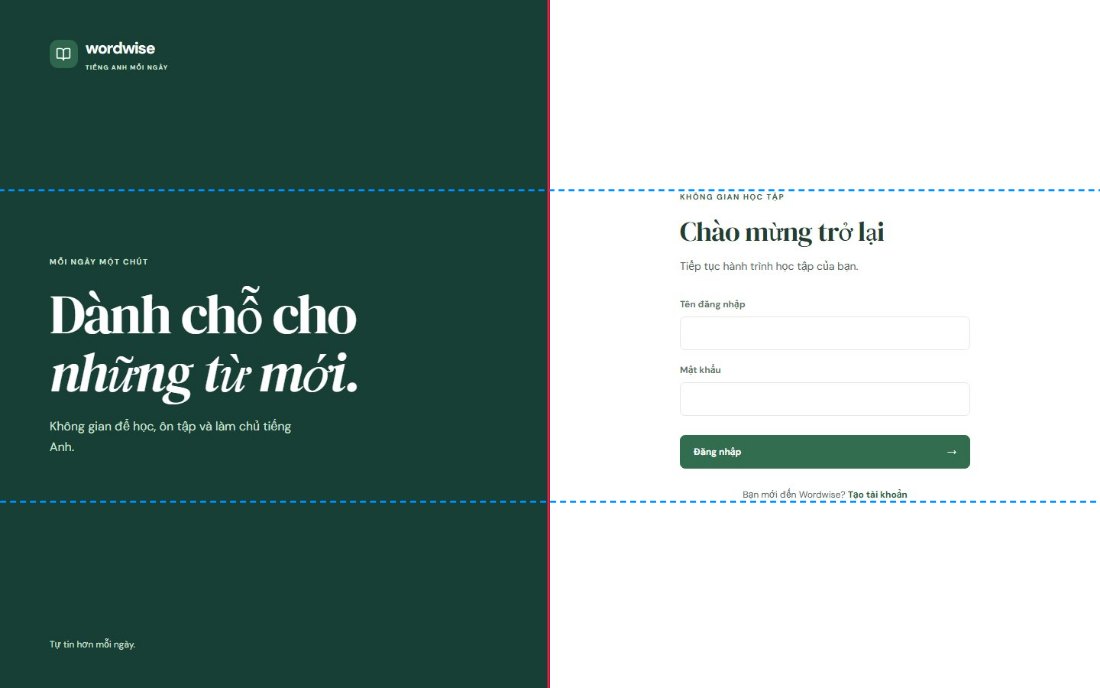 wordwise
TIẾNG ANH MỖI NGÀY
MỖI NGÀY MỘT CHÚT
Dành chỗ cho
những từ mới.
Không gian để học, ôn tập và làm chủ tiếng
Anh.
Tự tin hơn mỗi ngày.
KHÔNG GIAN HỌC TẬP
Chào mừng trở lại
Tiếp tục hành trình học tập của bạn.
Tên đăng nhập
Mật khẩu
Đăng nhập →
Bạn mới đến Wordwise? Tạo tài khoản